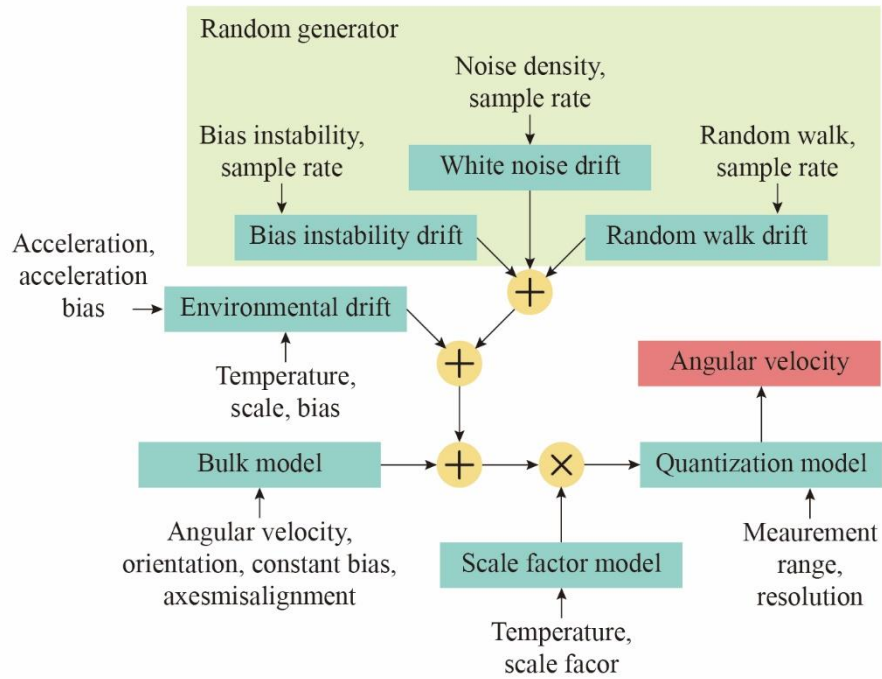 Random generator
Noise density,
sample rate
Bias instability,
sample rate
Random walk,
sample rate
White noise drift
Bias instability drift
Random walk drift
Acceleration,
acceleration
bias
Environmental drift
Temperature,
scale, bias
Angular velocity
Bulk model
Quantization model
Angular velocity,
orientation, constant bias,
axesmisalignment
Scale factor model
Meaurement
range,
resolution
Temperature,
scale facor